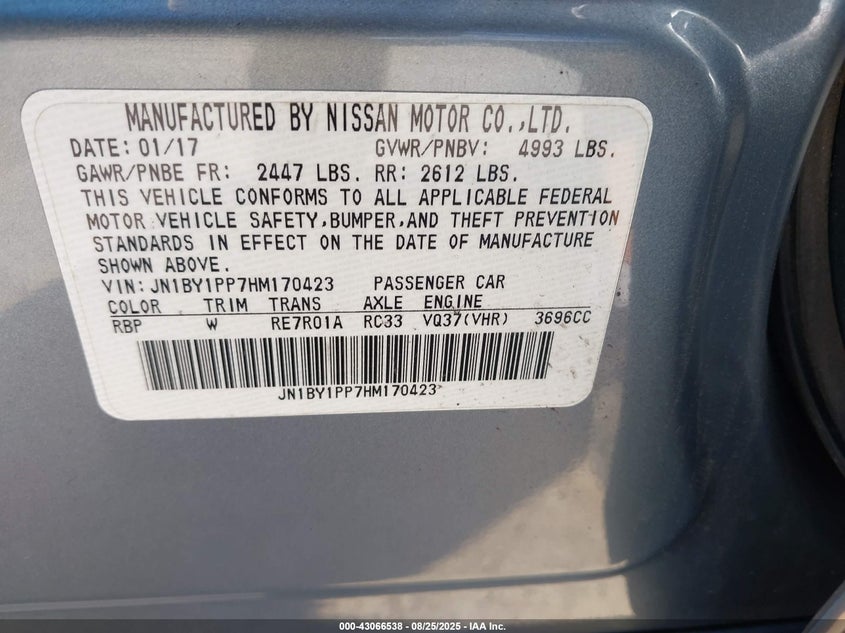 MANUFACTURED BY NISSAN MOTOR CO.,LTD.
DATE: 01/17 GVWR/PNBV: 4993 LBS.
GAWR/PNBE FR: 2447 LBS. RR: 2612 LBS.
THIS VEHICLE CONFORMS TO ALL APPLICABLE FEDERAL
MOTOR VEHICLE SAFETY,BUMPER,AND THEFT PREVENTION
STANDARDS IN EFFECT ON THE DATE OF MANUFACTURE
SHOWN ABOVE.
VIN: JN1BY1PP7HM170423 PASSENGER CAR
COLOR TRIM TRANS AXLE ENGINE
RBP W RE7R01A RC33 VQ37(VHR) 3696CC
JN1BY1PP7HM170423
000-43066538 - 08/25/2025 - IAA Inc.